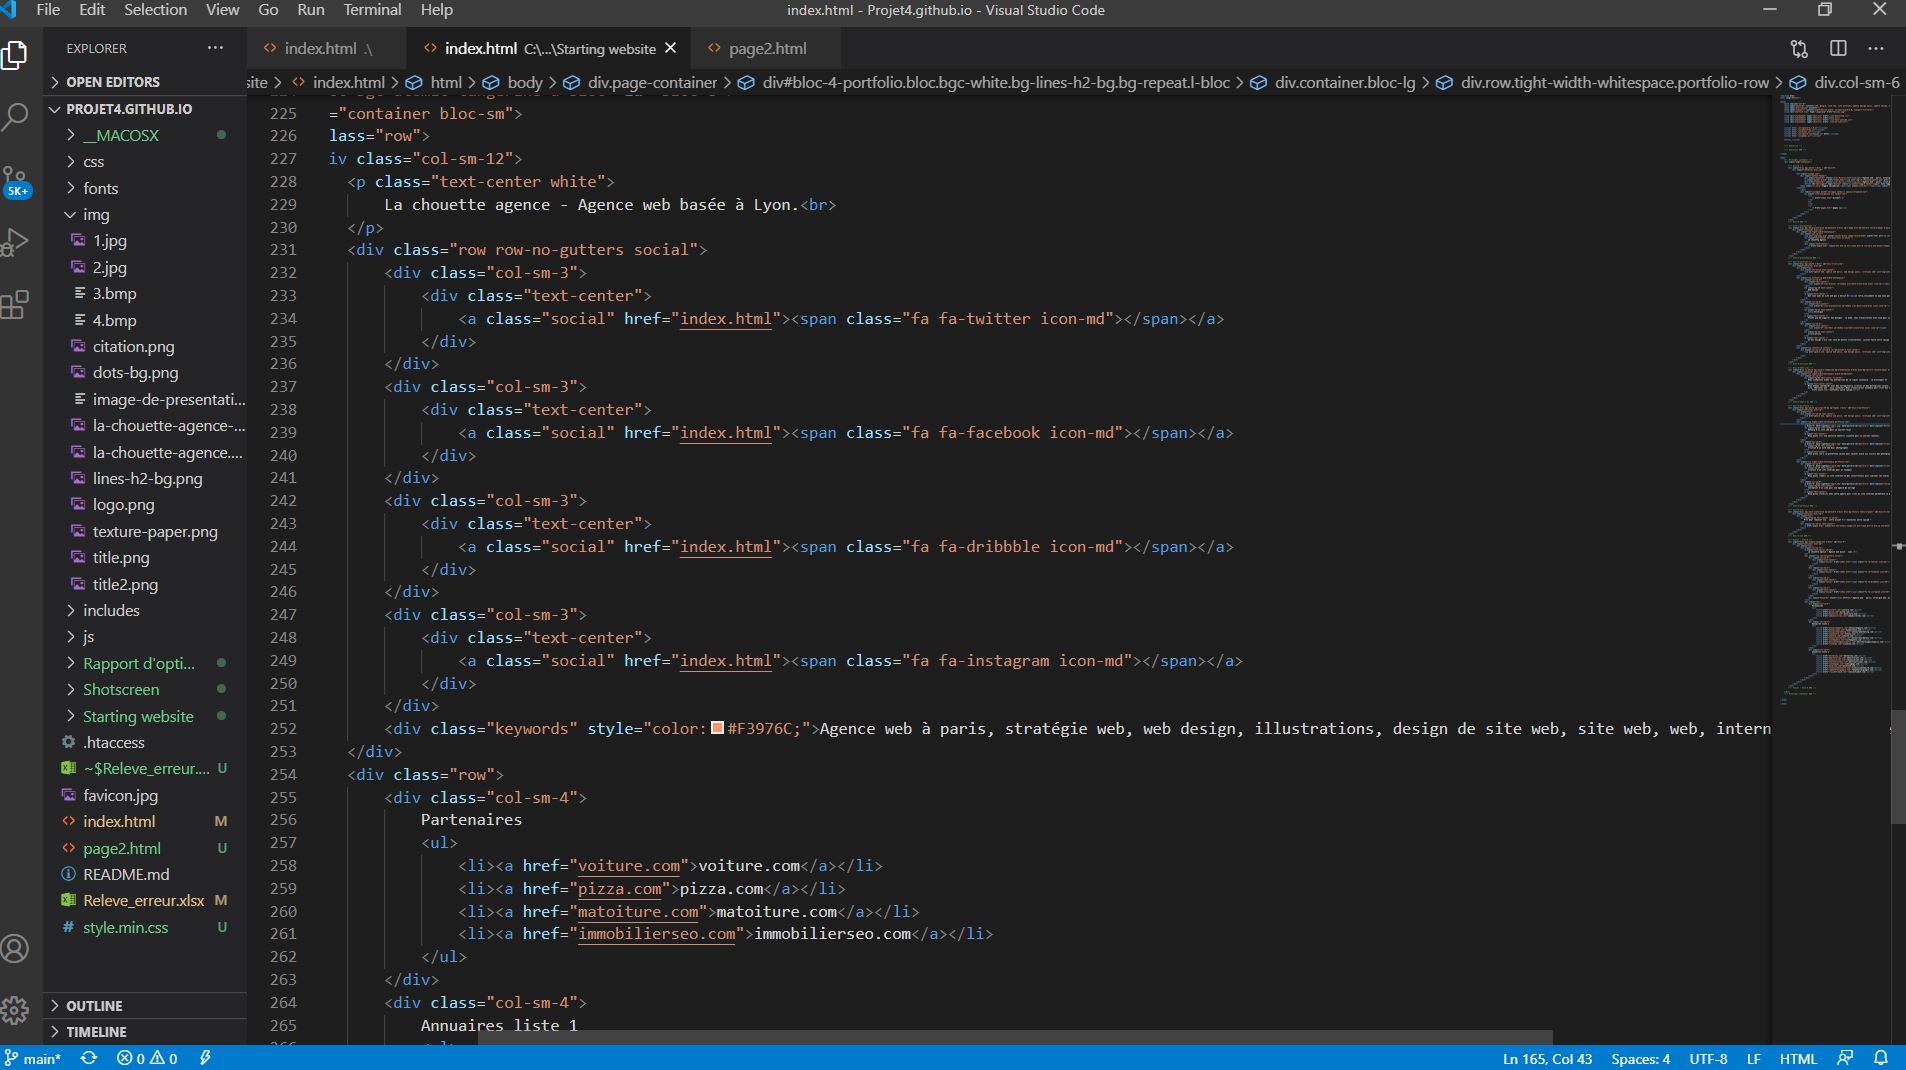 File Edit Selection View Go Run Terminal Help
index.html - Projet4.github.io - Visual Studio Code
EXPLORER
index.html .\
index.html C:\...\Starting website
page2.html
OPEN EDITORS
site > index.html > html > body > div.page-container > div#bloc-4-portfolio.bloc.bgc-white.bg-lines-h2-bg.bg-repeat.l-bloc > div.container.bloc-lg > div.row.tight-width-whitespace.portfolio-row > div.col-sm-6
PROJET4.GITHUB.IO
__MACOSX
css
fonts
img
1.jpg
2.jpg
3.bmp
4.bmp
citation.png
dots-bg.png
image-de-presentati...
la-chouette-agence-...
la-chouette-agence....
lines-h2-bg.png
logo.png
texture-paper.png
title.png
title2.png
includes
js
Rapport d'opti...
Shotscreen
Starting website
.htaccess
~$Releve_erreur.... U
favicon.jpg
index.html M
page2.html U
README.md
Releve_erreur.xlsx M
style.min.css U
OUTLINE
TIMELINE
5K+
225 ="container bloc-sm">
226 lass="row">
227 iv class="col-sm-12">
228 <p class="text-center white">
229 La chouette agence - Agence web basée à Lyon.<br>
230 </p>
231 <div class="row row-no-gutters social">
232 <div class="col-sm-3">
233 <div class="text-center">
234 <a class="social" href="index.html"><span class="fa fa-twitter icon-md"></span></a>
235 </div>
236 </div>
237 <div class="col-sm-3">
238 <div class="text-center">
239 <a class="social" href="index.html"><span class="fa fa-facebook icon-md"></span></a>
240 </div>
241 </div>
242 <div class="col-sm-3">
243 <div class="text-center">
244 <a class="social" href="index.html"><span class="fa fa-dribbble icon-md"></span></a>
245 </div>
246 </div>
247 <div class="col-sm-3">
248 <div class="text-center">
249 <a class="social" href="index.html"><span class="fa fa-instagram icon-md"></span></a>
250 </div>
251 </div>
252 <div class="keywords" style="color:#F3976C;">Agence web à paris, stratégie web, web design, illustrations, design de site web, site web, web, intern
253 </div>
254 <div class="row">
255 <div class="col-sm-4">
256 Partenaires
257 <ul>
258 <li><a href="voiture.com">voiture.com</a></li>
259 <li><a href="pizza.com">pizza.com</a></li>
260 <li><a href="matoiture.com">matoiture.com</a></li>
261 <li><a href="immobilierseo.com">immobilierseo.com</a></li>
262 </ul>
263 </div>
264 <div class="col-sm-4">
265 Annuaires liste 1
main* 0 0
Ln 165, Col 43 Spaces: 4 UTF-8 LF HTML